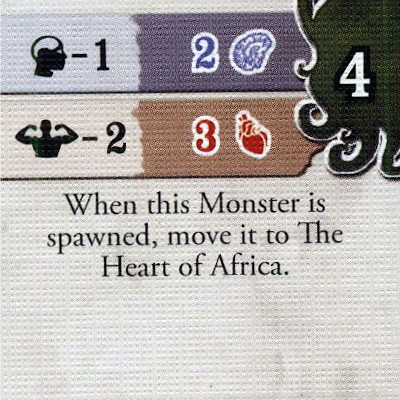 -1 2
4
-2 3
When this Monster is
spawned, move it to The
Heart of Africa.